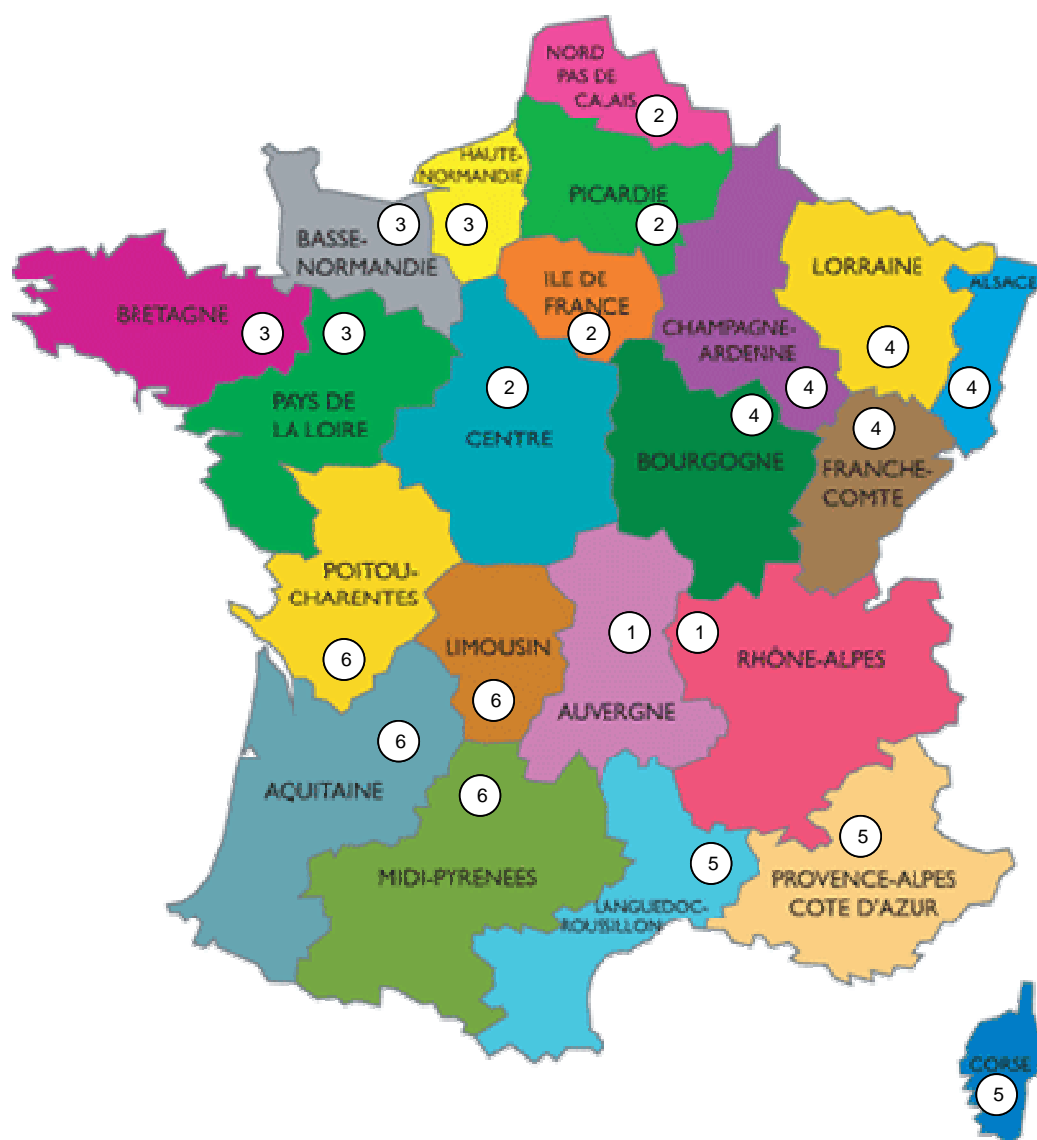 NORD
PAS DE
CALAIS
2
HAUTE-
NORMANDIE
3
PICARDIE
2
BASSE-
NORMANDIE
3
ILE DE
FRANCE
2
LORRAINE
4
ALSACE
4
BRETAGNE
3
3
PAYS DE
LA LOIRE
CHAMPAGNE-
ARDENNE
4
2
CENTRE
4
BOURGOGNE
4
FRANCHE-
COMTE
POITOU-
CHARENTES
6
LIMOUSIN
6
1
AUVERGNE
1
RHÔNE-ALPES
6
AQUITAINE
6
MIDI-PYRENEES
5
LANGUEDOC-
ROUSSILLON
5
PROVENCE-ALPES
COTE D'AZUR
CORSE
5